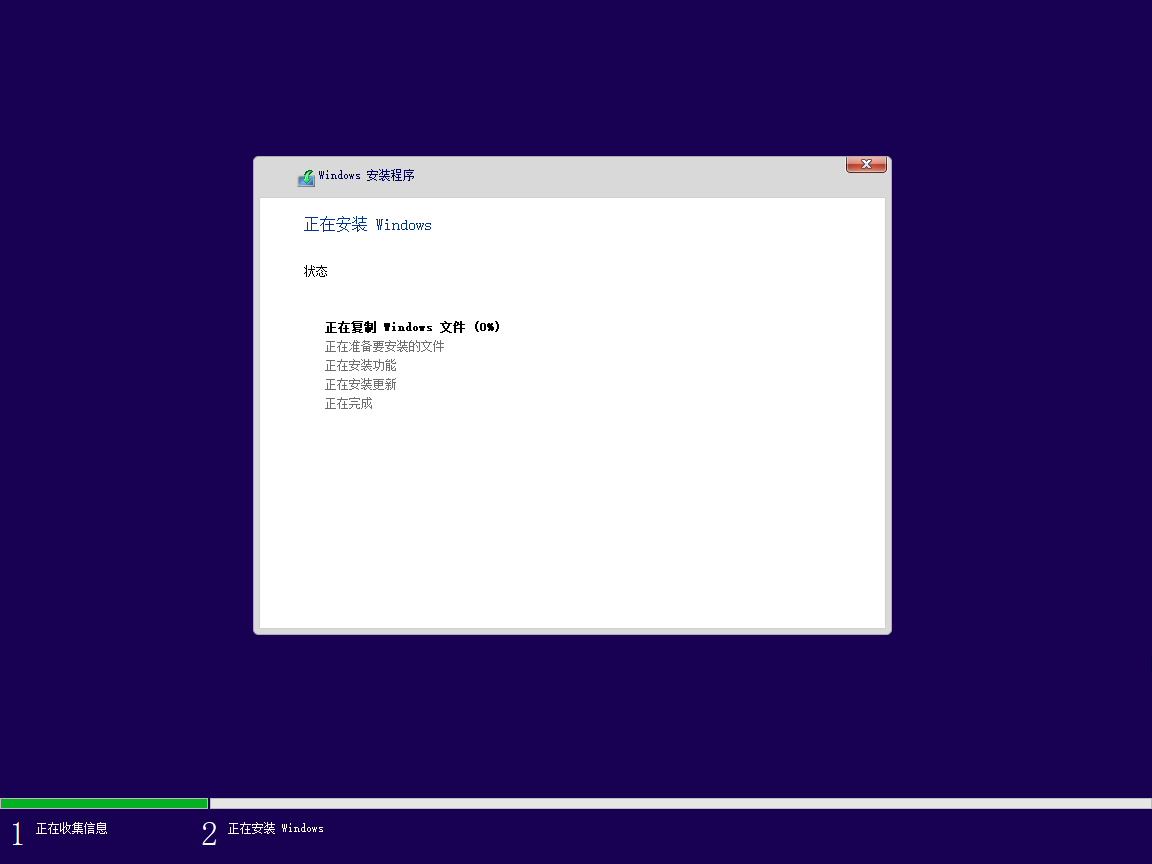 Windows 安装程序
正在安装 Windows
状态
正在复制 Windows 文件 (0%)
正在准备要安装的文件
正在安装功能
正在安装更新
正在完成
1 正在收集信息
2 正在安装 Windows